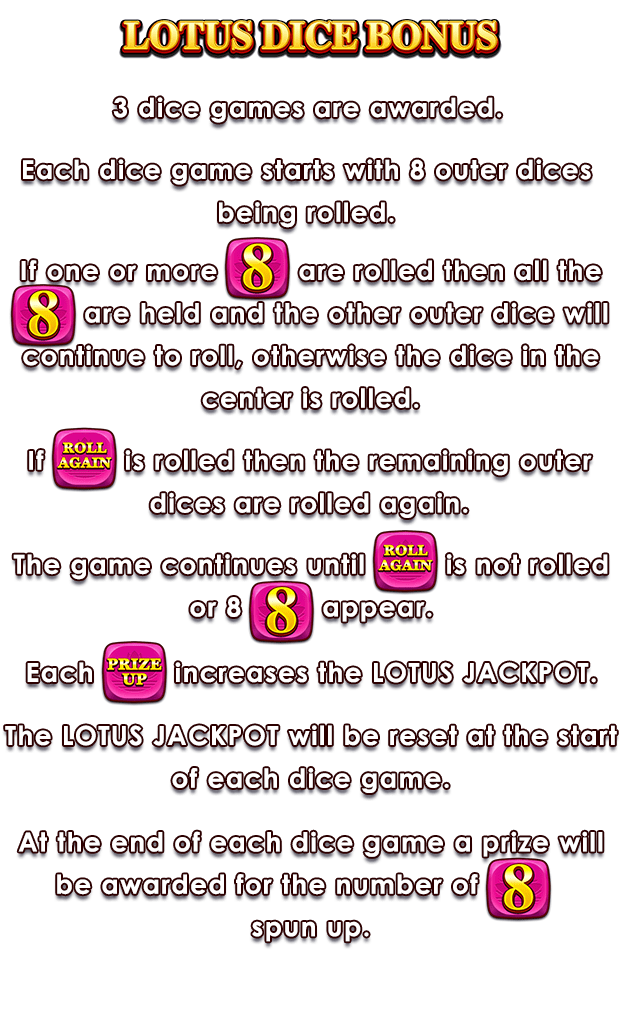 LOTUS DICE BONUS
3 dice games are awarded.
Each dice game starts with 8 outer dices
being rolled.
If one or more 8 are rolled then all the
8 are held and the other outer dice will
continue to roll, otherwise the dice in the
center is rolled.
If ROLL AGAIN is rolled then the remaining outer
dices are rolled again.
The game continues until ROLL AGAIN is not rolled
or 8 8 appear.
Each PRIZE UP increases the LOTUS JACKPOT.
The LOTUS JACKPOT will be reset at the start
of each dice game.
At the end of each dice game a prize will
be awarded for the number of 8
spun up.